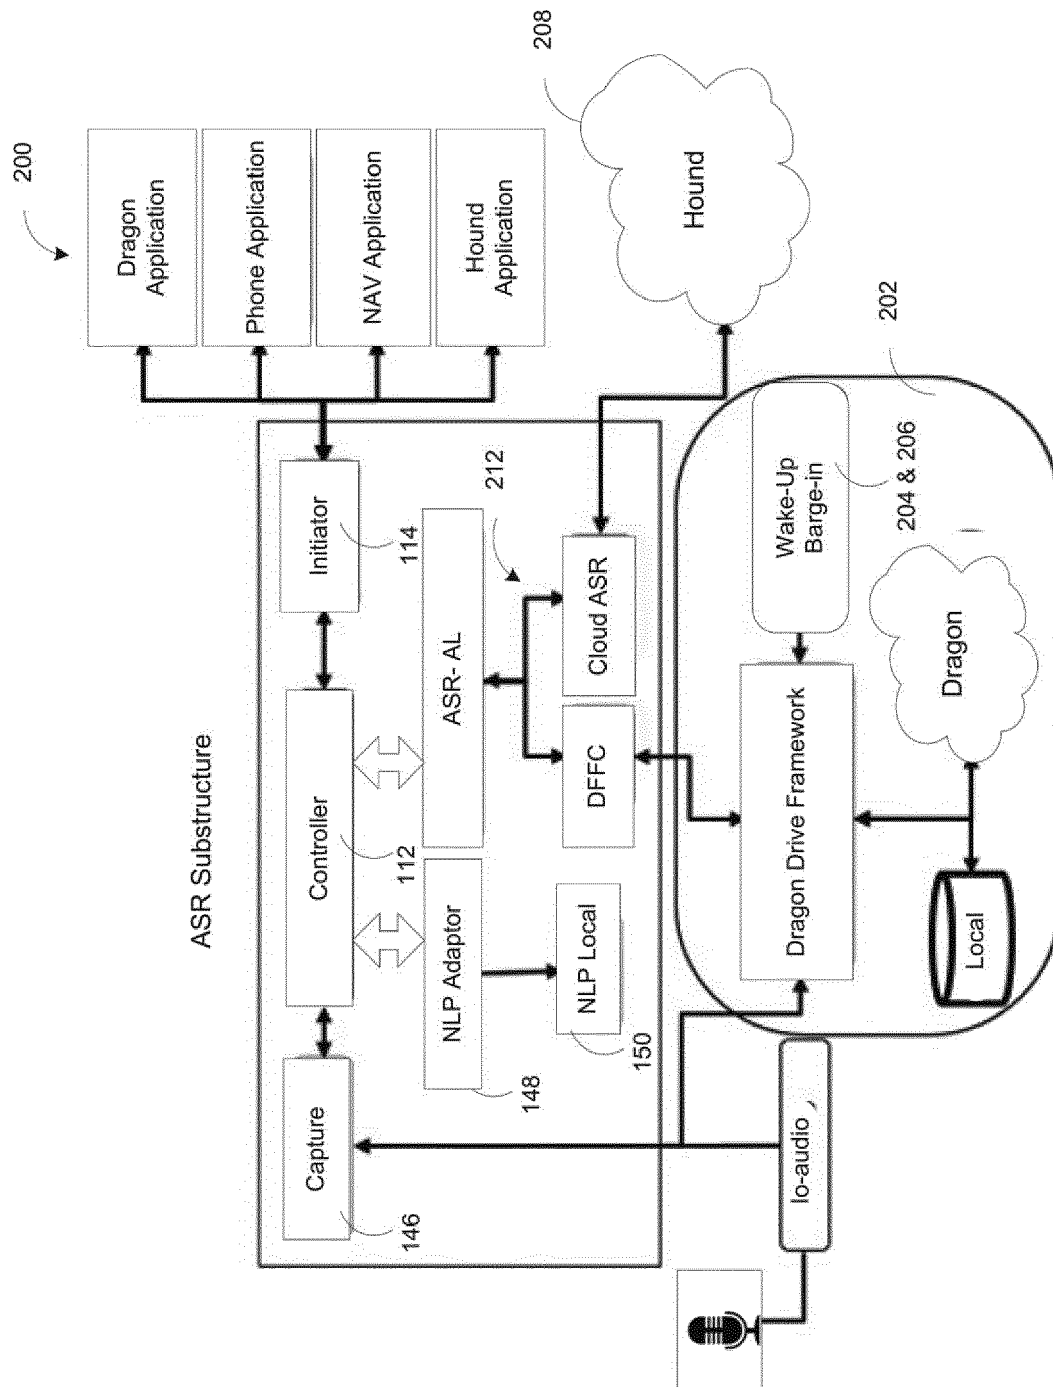 200
Dragon
Application
Phone Application
NAV Application
Hound
Application
208
Hound
ASR Substructure
Capture
146
Controller
112
Initiator
114
NLP Adaptor
148
ASR- AL
212
NLP Local
150
DFFC
Cloud ASR
202
Wake-Up
Barge-in
204 & 206
Dragon Drive Framework
Dragon
Local
Io-audio